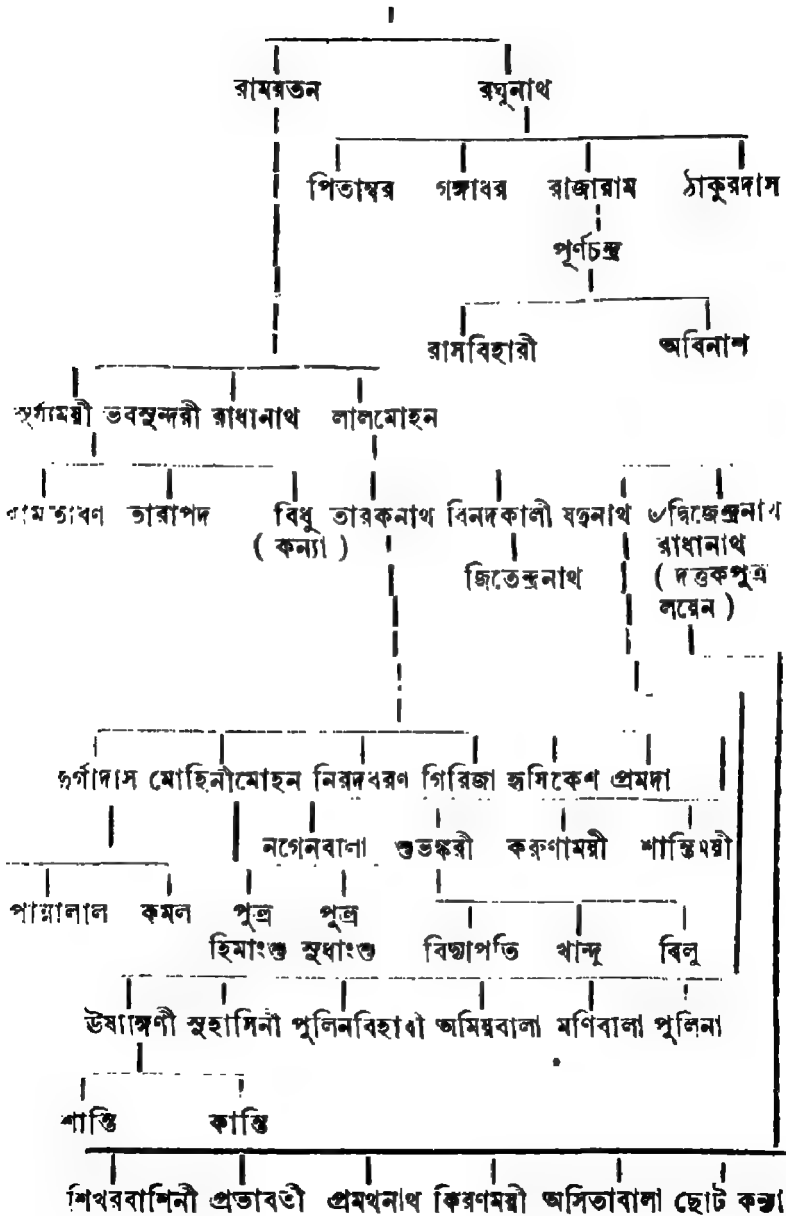 রামরতন রঘুনাথ
পিতাম্বর গঙ্গাধর রাজারাম ঠাকুরদাস
পূর্ণচন্দ্র
রাসবিহারী অবিনাশ
ভবসুন্দরী রাধানাথ লালমোহন
তারাপদ বিধু তারকনাথ বিনদকালী যদুনাথ ৺দ্বিজেন্দ্রনাথ
( কন্যা ) রাধানাথ
জিতেন্দ্রনাথ ( দত্তকপুত্র
লয়েন )
দুর্গাদাস মোহিনীমোহন নিরদবরণ গিরিজা হৃসিকেশ প্রমদা
নগেনবালা শুভঙ্করী করুণাময়ী শান্তিময়ী
পান্নালাল কমল পুত্র পুত্র
হিমাংশু সুধাংশু বিদ্যাপতি খান্দু বিলু
সুহাসিনী পুলিনবিহারী অমিয়বালা মণিবালা পুলিনা
শান্তি কান্তি
শিখরবাশিনী প্রভাবতী প্রমথনাথ কিরণময়ী অসিতাবালা ছোট কন্যা